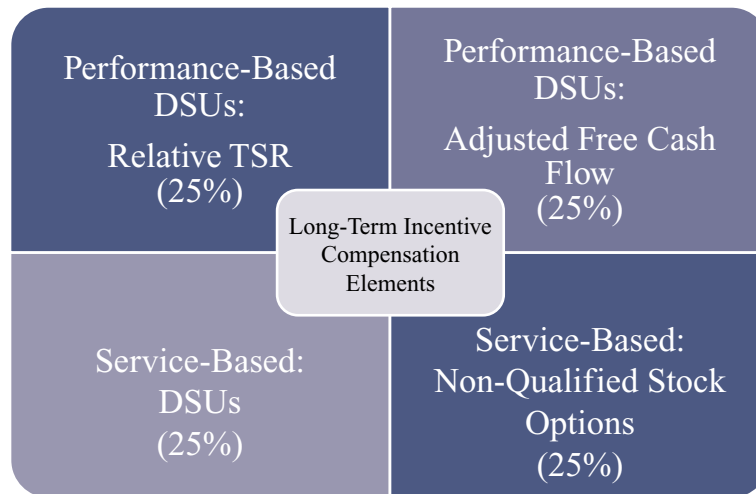 Performance-Based
DSUs:
Relative TSR
(25%)
Performance-Based
DSUs:
Adjusted Free Cash
Flow
(25%)
Long-Term Incentive
Compensation
Elements
Service-Based:
DSUs
(25%)
Service-Based:
Non-Qualified Stock
Options
(25%)